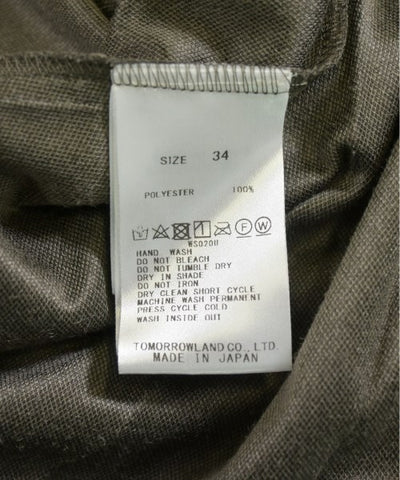 SIZE 34
POLYESTER 100%
F W
WS020U
HAND WASH
DO NOT BLEACH
DO NOT TUMBLE DRY
DRY IN SHADE
DO NOT IRON
DRY CLEAN SHORT CYCLE
MACHINE WASH PERMANENT
PRESS CYCLE COLD
WASH INSIDE OUT
TOMORROWLAND CO., LTD.
MADE IN JAPAN